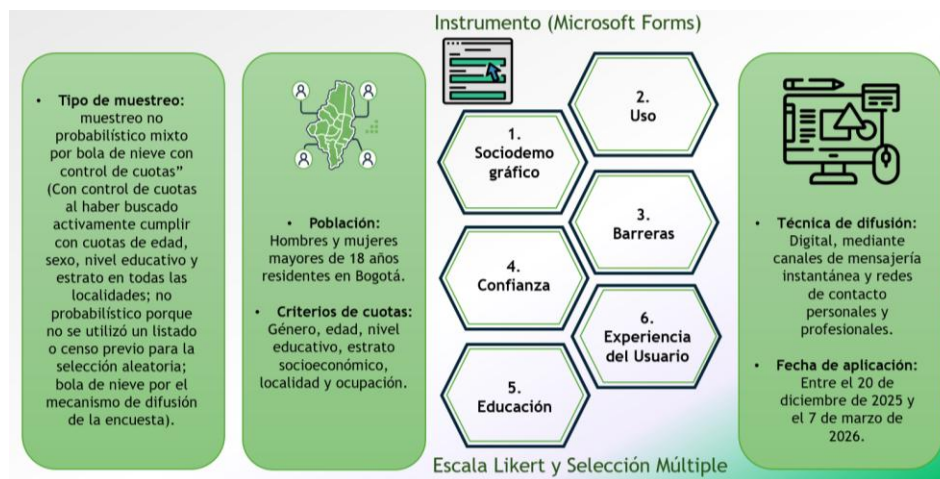 Instrumento (Microsoft Forms)
• Tipo de muestreo:
muestreo no
probabilístico mixto
por bola de nieve con
control de cuotas”
(Con control de cuotas
al haber buscado
activamente cumplir
con cuotas de edad,
sexo, nivel educativo y
estrato en todas las
localidades; no
probabilístico porque
no se utilizó un listado
o censo previo para la
selección aleatoria;
bola de nieve por el
mecanismo de difusión
de la encuesta).
• Población:
Hombres y mujeres
mayores de 18 años
residentes en Bogotá.
• Criterios de cuotas:
Género, edad, nivel
educativo, estrato
socioeconómico,
localidad y ocupación.
1.
Sociodemo
gráfico
2.
Uso
3.
Barreras
4.
Confianza
5.
Educación
6.
Experiencia
del Usuario
• Técnica de difusión:
Digital, mediante
canales de mensajería
instantánea y redes
de contacto
personales y
profesionales.
• Fecha de aplicación:
Entre el 20 de
diciembre de 2025 y
el 7 de marzo de
2026.
Escala Likert y Selección Múltiple